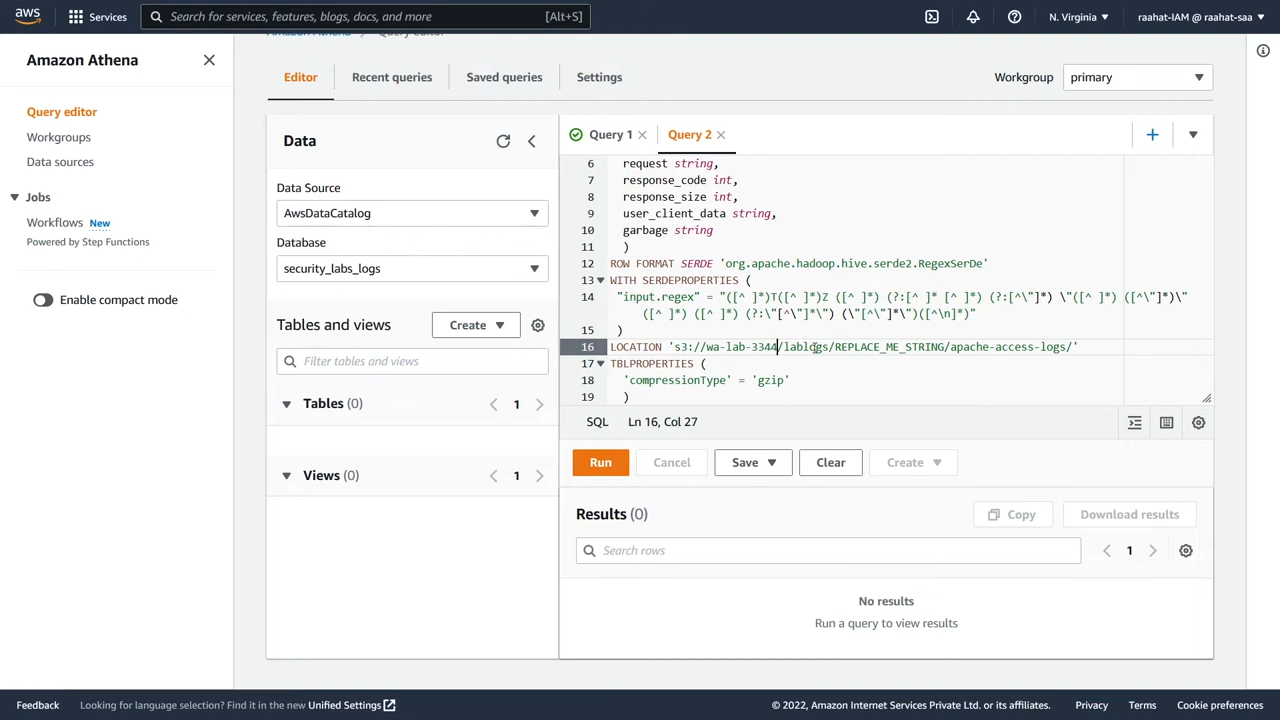 aws
Services
Search for services, features, blogs, docs, and more
[Alt+S]
N. Virginia
raahat-IAM @ raahat-saa
Amazon Athena
Query editor
Workgroups
Data sources
Jobs
Workflows New
Powered by Step Functions
Enable compact mode
Amazon Athena > Query editor
Editor
Recent queries
Saved queries
Settings
Workgroup
primary
Data
Data Source
AwsDataCatalog
Database
security_labs_logs
Tables and views
Create
Filter tables and views
Tables (0)
1
Views (0)
1
Query 1
Query 2
6 request string,
7 response_code int,
8 response_size int,
9 user_client_data string,
10 garbage string
11 )
12 ROW FORMAT SERDE 'org.apache.hadoop.hive.serde2.RegexSerDe'
13 WITH SERDEPROPERTIES (
14 "input.regex" = "([^ ]*)T([^ ]*)Z ([^ ]*) (?:[^ ]* [^ ]*) (?:[^\"]*) \"([^ ]*) ([^\"]*)\"
([^ ]*) ([^ ]*) (?:\"[^\"]*\") (\"[^\"]*\")([^\n]*)"
15 )
16 LOCATION 's3://wa-lab-3344/lablogs/REPLACE_ME_STRING/apache-access-logs/'
17 TBLPROPERTIES (
18 'compressionType' = 'gzip'
19 )
SQL
Ln 16, Col 27
Run
Cancel
Save
Clear
Create
Results (0)
Copy
Download results
Search rows
1
No results
Run a query to view results
Feedback
Looking for language selection? Find it in the new Unified Settings
© 2022, Amazon Internet Services Private Ltd. or its affiliates.
Privacy
Terms
Cookie preferences